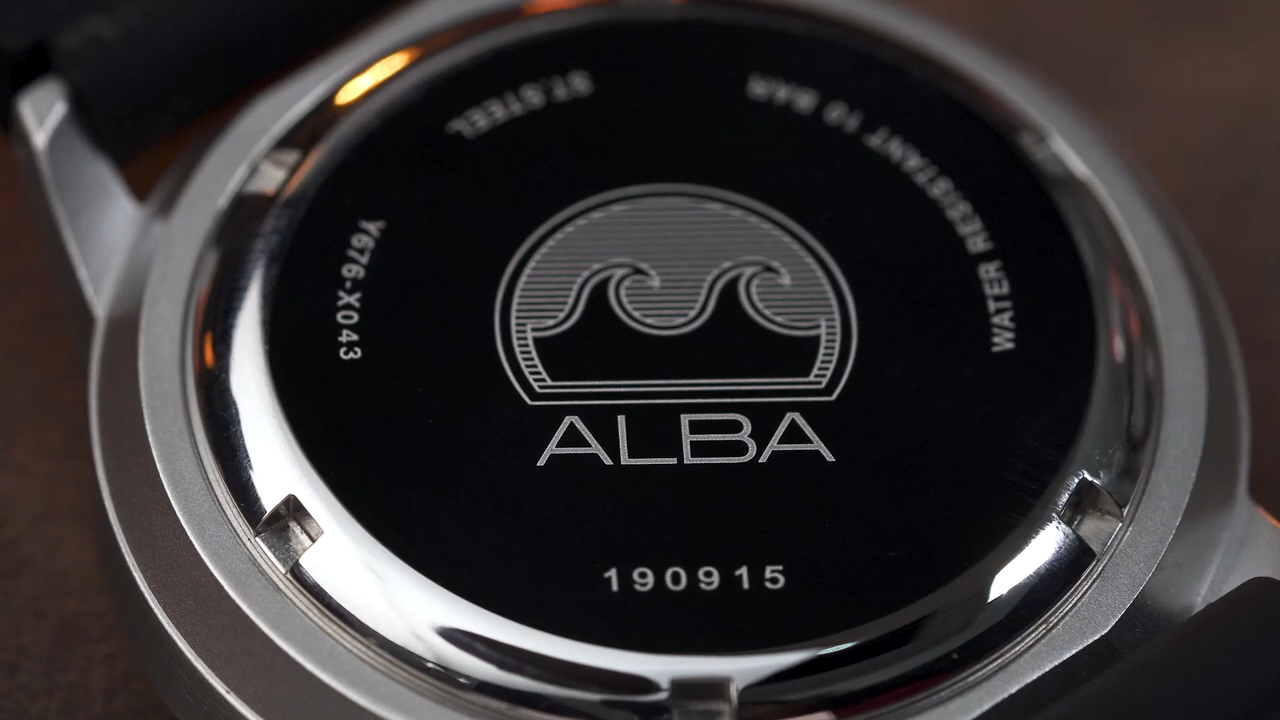 ST.STEEL
WATER RESISTANT 10 BAR
Y676-X043
ALBA
190915